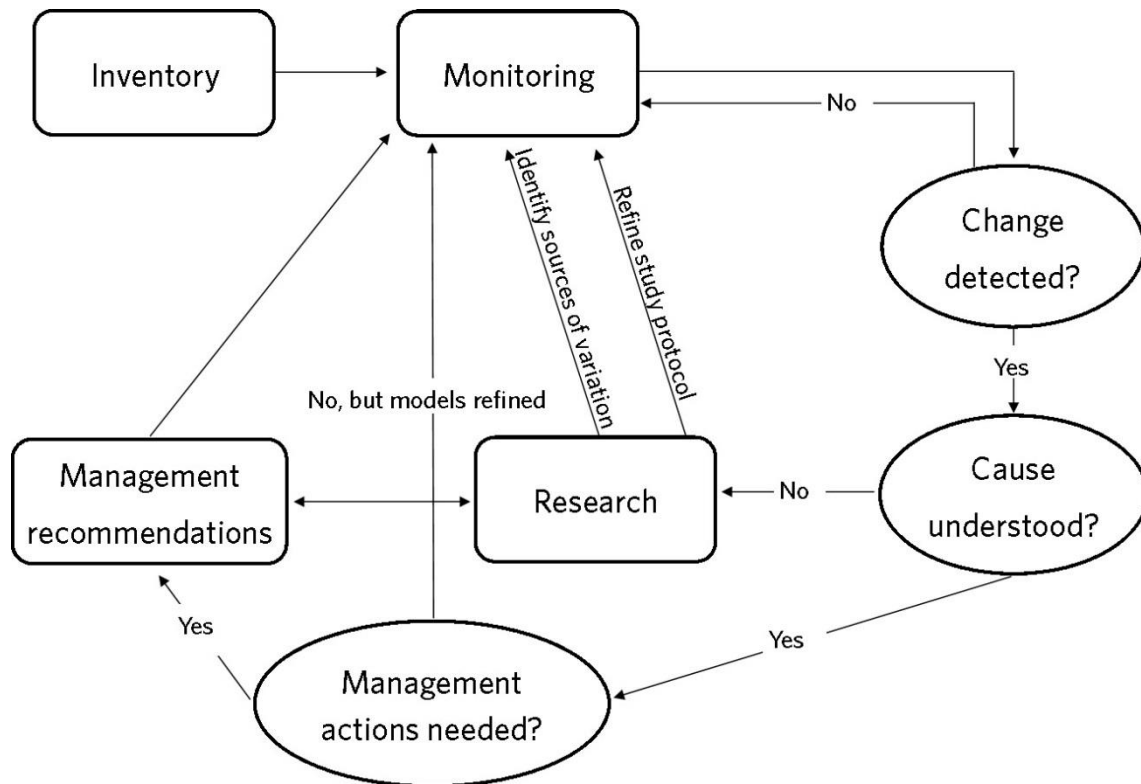 Inventory
Monitoring
No
Change
detected?
Identify sources of variation
Refine study protocol
Yes
No, but models refined
Management
recommendations
Research
No
Cause
understood?
Yes
Yes
Management
actions needed?